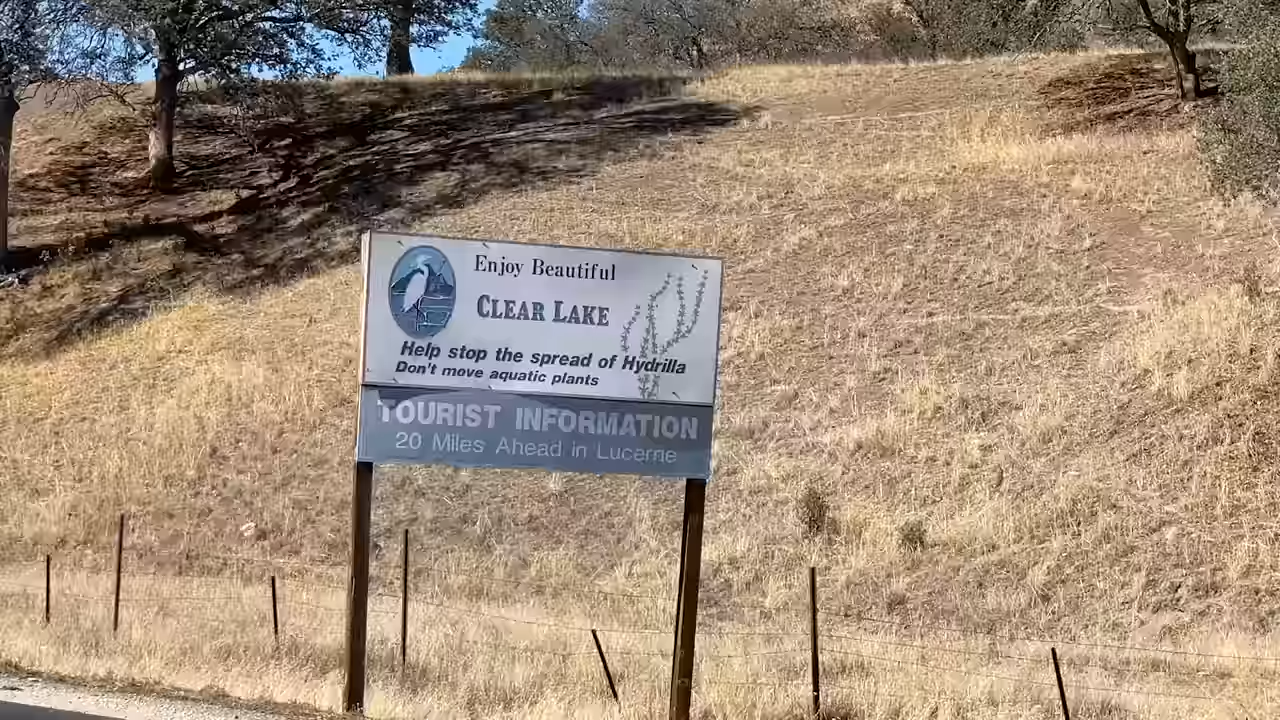 Enjoy Beautiful
CLEAR LAKE
Help stop the spread of Hydrilla
Don't move aquatic plants
TOURIST INFORMATION
20 Miles Ahead in Lucerne